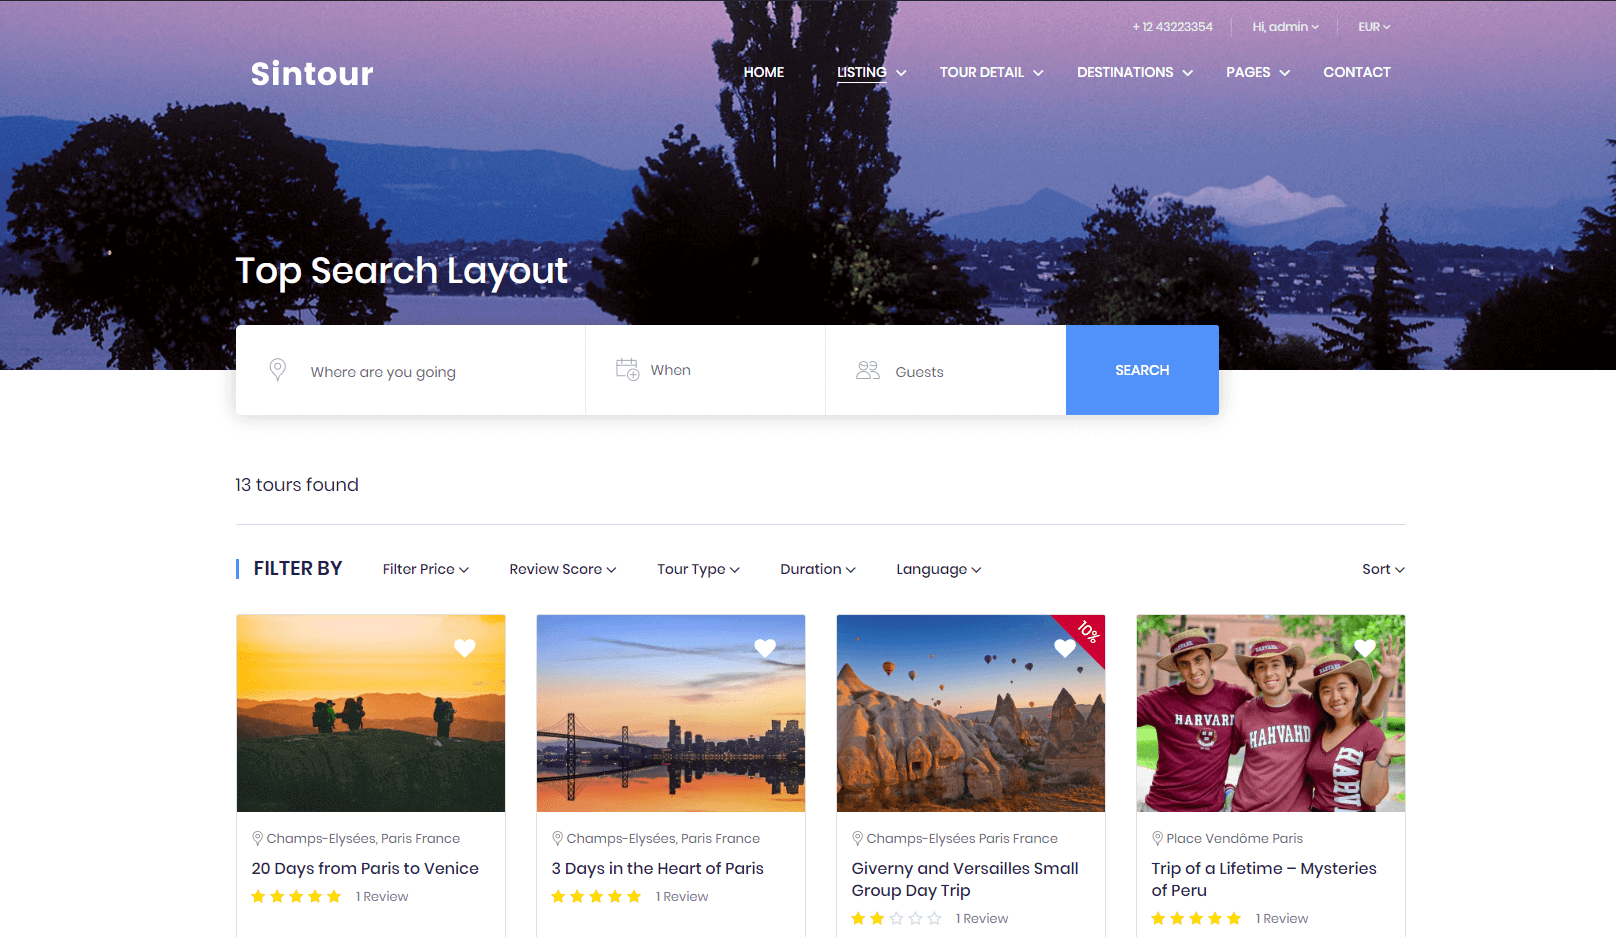 + 12 43223354 Hi, admin EUR
Sintour
HOME LISTING TOUR DETAIL DESTINATIONS PAGES CONTACT
Top Search Layout
Where are you going When Guests SEARCH
13 tours found
FILTER BY Filter Price Review Score Tour Type Duration Language Sort
10%
HARVARD
HAHVAHD
HARV
Champs-Elysées, Paris France
20 Days from Paris to Venice
1 Review
Champs-Elysées, Paris France
3 Days in the Heart of Paris
1 Review
Champs-Elysées Paris France
Giverny and Versailles Small
Group Day Trip
1 Review
Place Vendôme Paris
Trip of a Lifetime – Mysteries
of Peru
1 Review